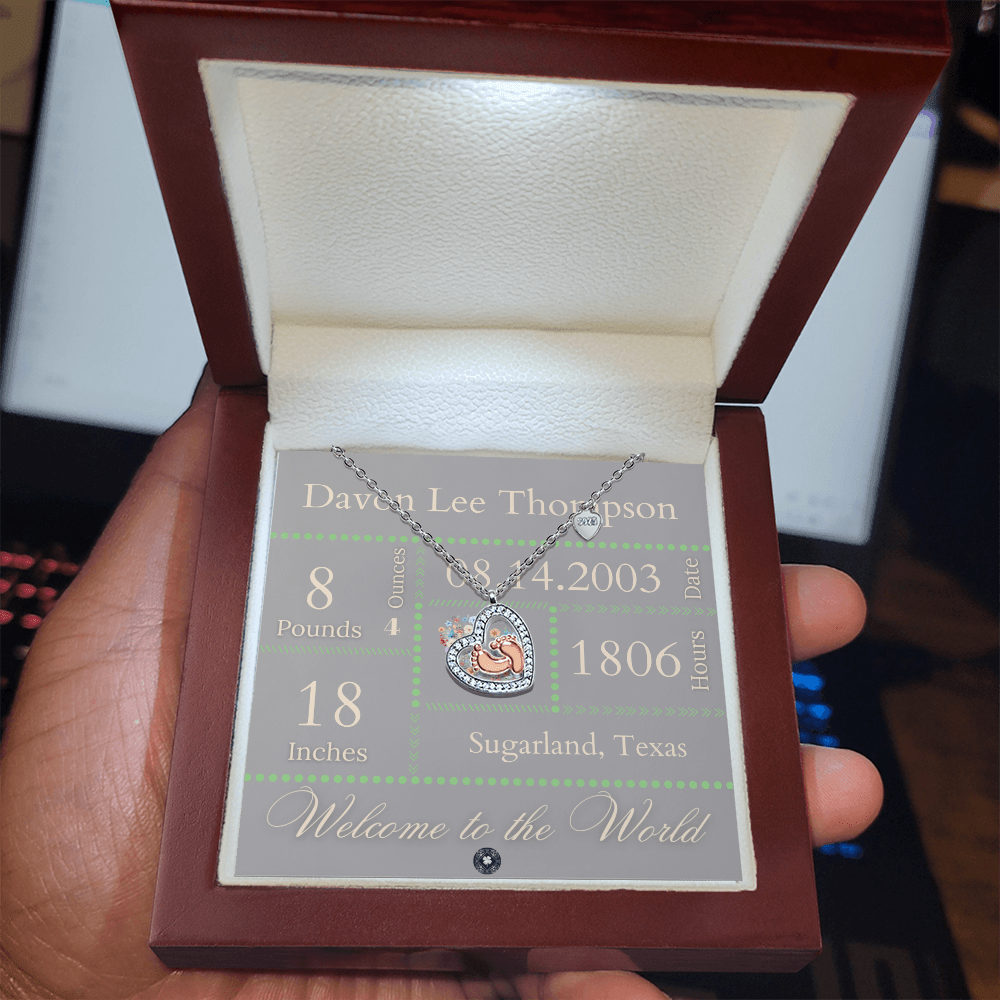 Davon Lee Thompson
8
Pounds
4 Ounces
08.14.2003
Date
18
Inches
1806
Hours
Sugarland, Texas
Welcome to the World